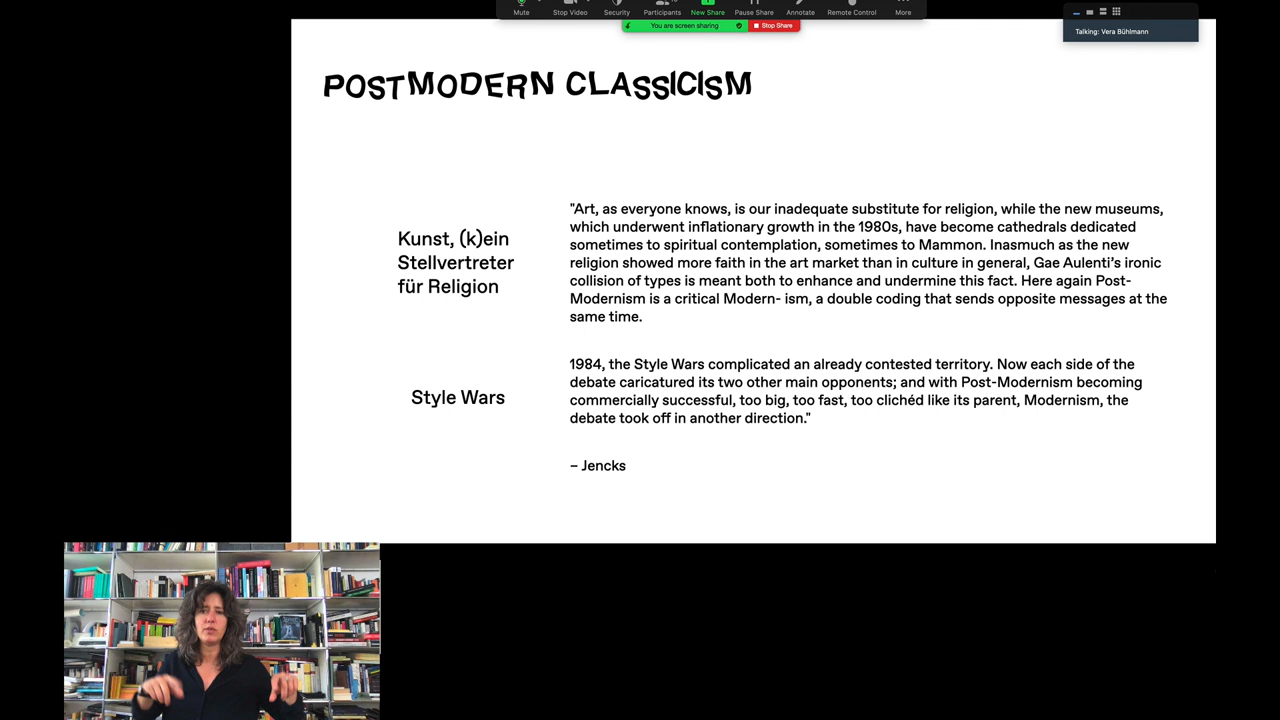 Mute
Stop Video
Security
Participants
New Share
Pause Share
Annotate
Remote Control
More
You are screen sharing
Stop Share
Talking: Vera Bühlmann
POSTMODERN CLASSICISM
Kunst, (k)ein
Stellvertreter
für Religion
"Art, as everyone knows, is our inadequate substitute for religion, while the new museums,
which underwent inflationary growth in the 1980s, have become cathedrals dedicated
sometimes to spiritual contemplation, sometimes to Mammon. Inasmuch as the new
religion showed more faith in the art market than in culture in general, Gae Aulenti's ironic
collision of types is meant both to enhance and undermine this fact. Here again Post-
Modernism is a critical Modern- ism, a double coding that sends opposite messages at the
same time.
Style Wars
1984, the Style Wars complicated an already contested territory. Now each side of the
debate caricatured its two other main opponents; and with Post-Modernism becoming
commercially successful, too big, too fast, too clichéd like its parent, Modernism, the
debate took off in another direction."
– Jencks